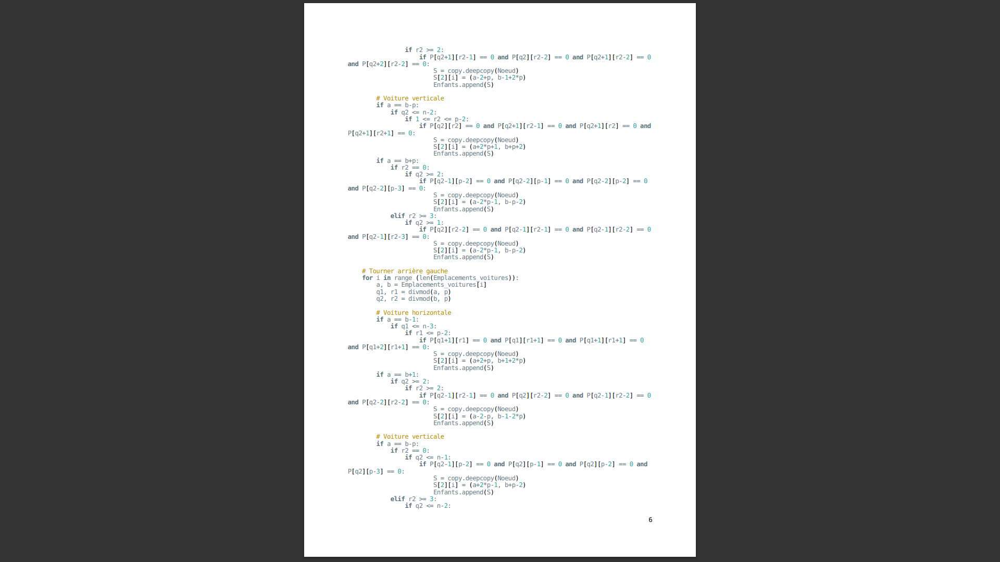 if r2 >= 2:
if P[q2+1][r2-1] == 0 and P[q2][r2-2] == 0 and P[q2+1][r2-2] == 0
and P[q2+2][r2-2] == 0:
S = copy.deepcopy(Noeud)
S[2][i] = (a-2+p, b-1+2*p)
Enfants.append(S)
# Voiture verticale
if a == b-p:
if q2 <= n-2:
if 1 <= r2 <= p-2:
if P[q2][r2] == 0 and P[q2+1][r2-1] == 0 and P[q2+1][r2] == 0 and
P[q2+1][r2+1] == 0:
S = copy.deepcopy(Noeud)
S[2][i] = (a+2*p+1, b+p+2)
Enfants.append(S)
if a == b+p:
if r2 == 0:
if q2 >= 2:
if P[q2-1][p-2] == 0 and P[q2-2][p-1] == 0 and P[q2-2][p-2] == 0
and P[q2-2][p-3] == 0:
S = copy.deepcopy(Noeud)
S[2][i] = (a-2*p-1, b-p-2)
Enfants.append(S)
elif r2 >= 3:
if q2 >= 1:
if P[q2][r2-2] == 0 and P[q2-1][r2-1] == 0 and P[q2-1][r2-2] == 0
and P[q2-1][r2-3] == 0:
S = copy.deepcopy(Noeud)
S[2][i] = (a-2*p-1, b-p-2)
Enfants.append(S)
# Tourner arrière gauche
for i in range (len(Emplacements_voitures)):
a, b = Emplacements_voitures[i]
q1, r1 = divmod(a, p)
q2, r2 = divmod(b, p)
# Voiture horizontale
if a == b-1:
if q1 <= n-3:
if r1 <= p-2:
if P[q1+1][r1] == 0 and P[q1][r1+1] == 0 and P[q1+1][r1+1] == 0
and P[q1+2][r1+1] == 0:
S = copy.deepcopy(Noeud)
S[2][i] = (a+2+p, b+1+2*p)
Enfants.append(S)
if a == b+1:
if q2 >= 2:
if r2 >= 2:
if P[q2-1][r2-1] == 0 and P[q2][r2-2] == 0 and P[q2-1][r2-2] == 0
and P[q2-2][r2-2] == 0:
S = copy.deepcopy(Noeud)
S[2][i] = (a-2-p, b-1-2*p)
Enfants.append(S)
# Voiture verticale
if a == b-p:
if r2 == 0:
if q2 <= n-1:
if P[q2-1][p-2] == 0 and P[q2][p-1] == 0 and P[q2][p-2] == 0 and
P[q2][p-3] == 0:
S = copy.deepcopy(Noeud)
S[2][i] = (a+2*p-1, b+p-2)
Enfants.append(S)
elif r2 >= 3:
if q2 <= n-2:
6